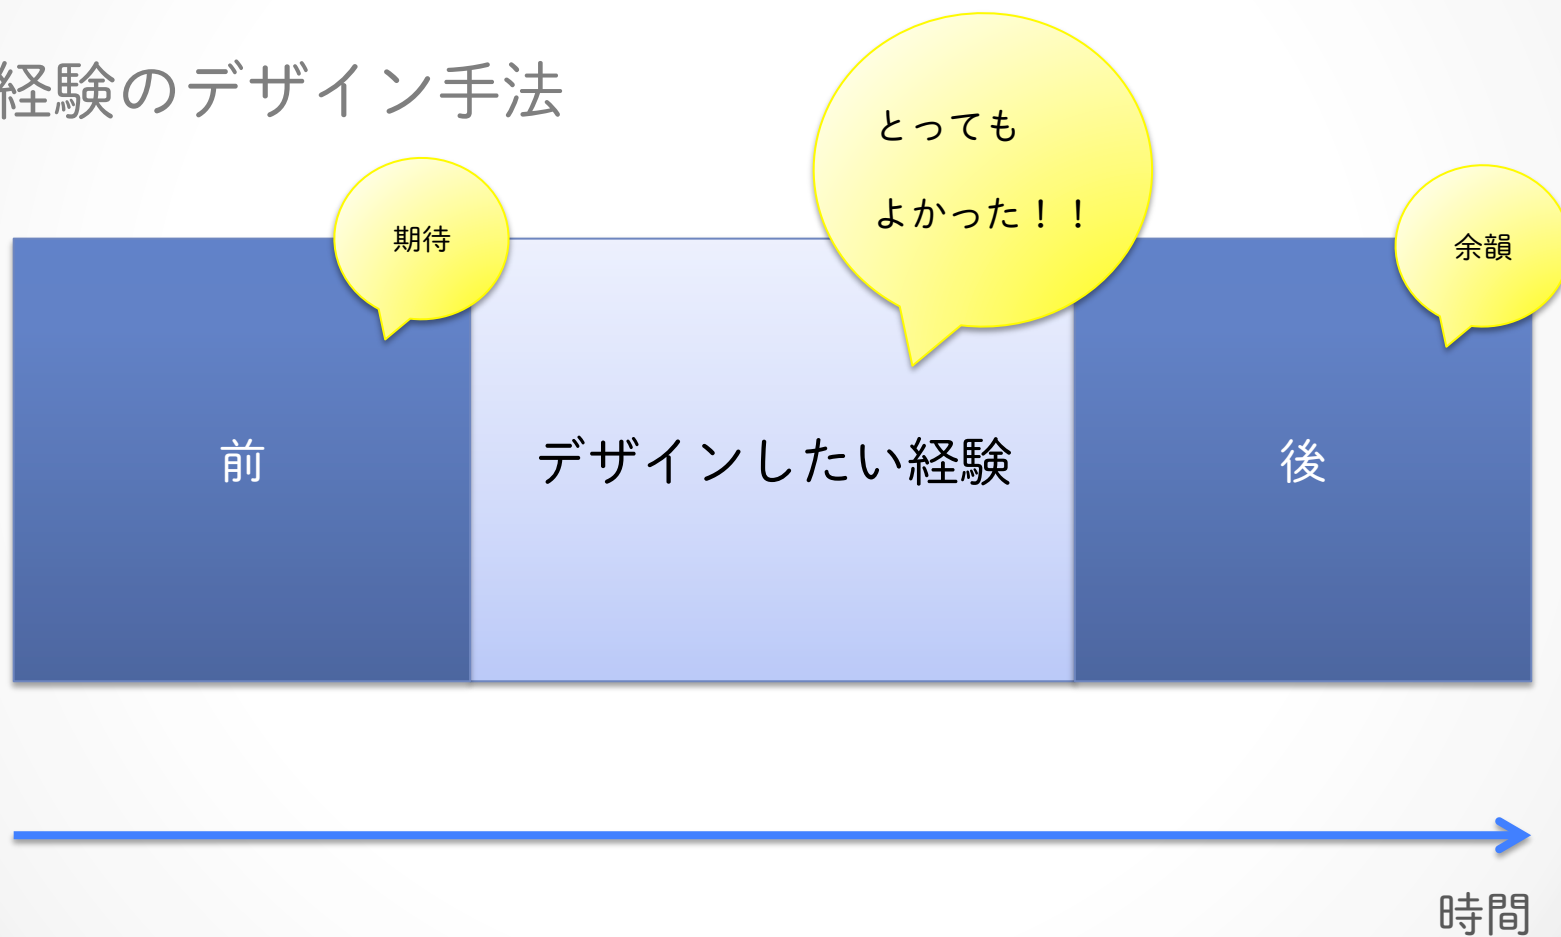 経験のデザイン手法
とっても
よかった！！
期待
余韻
前
デザインしたい経験
後
時間